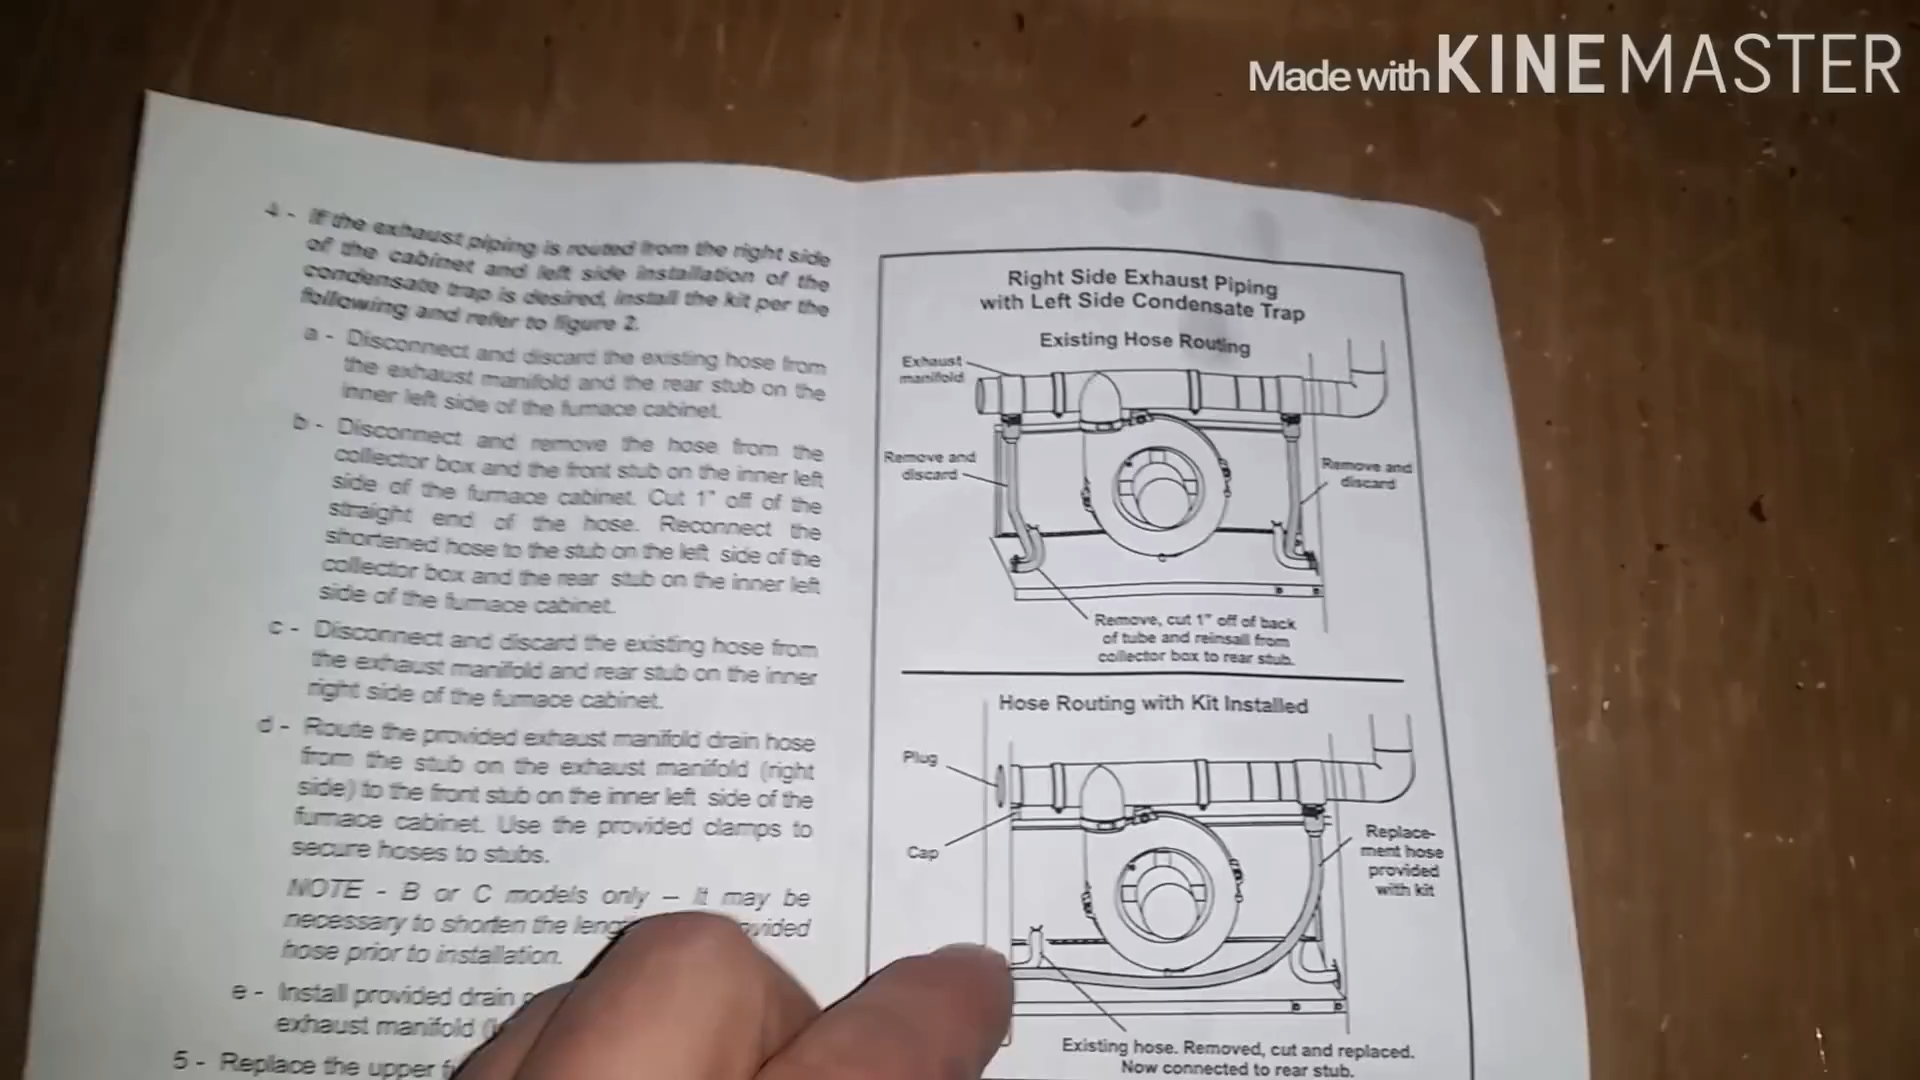 Made with KINEMASTER
4 - If the exhaust piping is routed from the right side
of the cabinet and left side installation of the
condensate trap is desired, install the kit per the
following and refer to figure 2.
a - Disconnect and discard the existing hose from
the exhaust manifold and the rear stub on the
inner left side of the furnace cabinet.
b - Disconnect and remove the hose from the
collector box and the front stub on the inner left
side of the furnace cabinet. Cut 1" off of the
straight end of the hose. Reconnect the
shortened hose to the stub on the left side of the
collector box and the rear stub on the inner left
side of the furnace cabinet.
c - Disconnect and discard the existing hose from
the exhaust manifold and rear stub on the inner
right side of the furnace cabinet.
d - Route the provided exhaust manifold drain hose
from the stub on the exhaust manifold (right
side) to the front stub on the inner left side of the
furnace cabinet. Use the provided clamps to
secure hoses to stubs.
NOTE - B or C models only – It may be
necessary to shorten the
hose prior to installation.
e - Install provided drain
exhaust manifold
5 - Replace the upper
Right Side Exhaust Piping
with Left Side Condensate Trap
Existing Hose Routing
Exhaust
manifold
Remove and
discard
Remove and
discard
Remove, cut 1" off of back
of tube and reinsall from
collector box to rear stub.
Hose Routing with Kit Installed
Plug
Cap
Replace-
ment hose
provided
with kit
Existing hose. Removed, cut and replaced.
Now connected to rear stub.